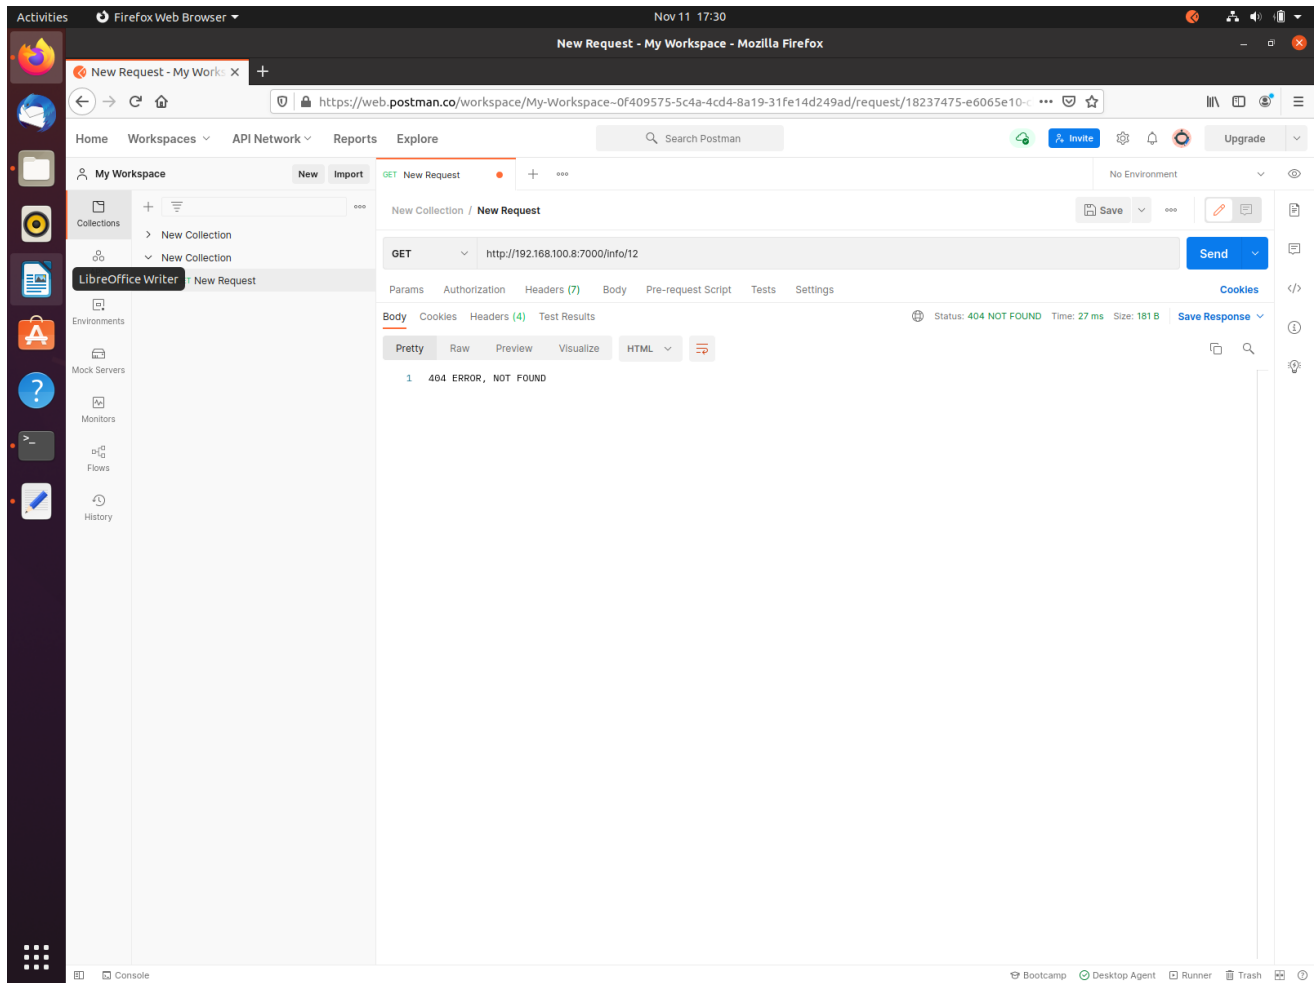 Activities Firefox Web Browser Nov 11 17:30
New Request - My Workspace - Mozilla Firefox
New Request - My Works
https://web.postman.co/workspace/My-Workspace~0f409575-5c4a-4cd4-8a19-31fe14d249ad/request/18237475-e6065e10-c
Home Workspaces API Network Reports Explore Search Postman Invite Upgrade
My Workspace New Import GET New Request No Environment
Collections
New Collection / New Request Save
New Collection
GET http://192.168.100.8:7000/info/12 Send
New Collection
LibreOffice Writer
New Request
Params Authorization Headers (7) Body Pre-request Script Tests Settings Cookies
Environments
Body Cookies Headers (4) Test Results Status: 404 NOT FOUND Time: 27 ms Size: 181 B Save Response
Pretty Raw Preview Visualize HTML
Mock Servers
1 404 ERROR, NOT FOUND
Monitors
Flows
History
Console Bootcamp Desktop Agent Runner Trash